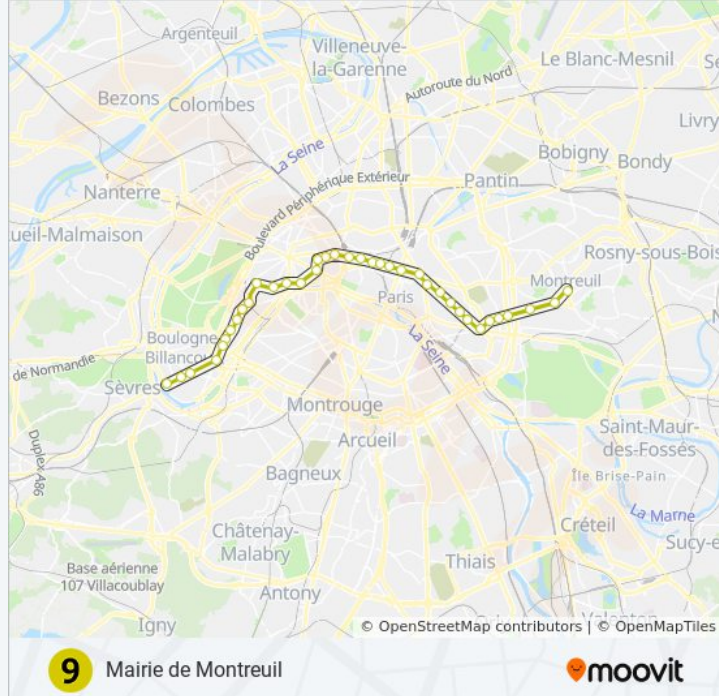 Argenteuil
Villeneuve-
la-Garenne
Le Blanc-Mesnil
Autoroute du Nord
Bezons
Colombes
Livry
La Seine
Bobigny
Bondy
Pantin
Nanterre
Boulevard Périphérique Extérieur
ueil-Malmaison
Rosny-sous-Bois
Montreuil
Paris
Boulogne
Billancou
La Seine
de Normandie
Sèvres
Montrouge
Arcueil
Saint-Maur-
des-Fossés
Duplex A86
Bagneux
Île Brise-Pain
La Marne
Créteil
Châtenay-
Malabry
Sucy-e
Thiais
Base aérienne
107 Villacoublay
Antony
Igny
Valenton
© OpenStreetMap contributors | © OpenMapTiles
9 Mairie de Montreuil
moovit